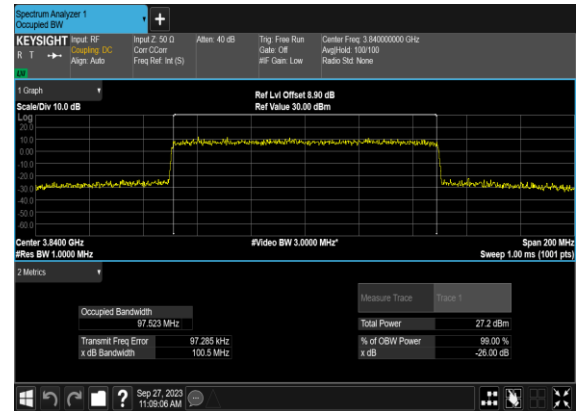 Spectrum Analyzer 1
Occupied BW
KEYSIGHT Input: RF Input Z: 50 Ω Atten: 40 dB Trig: Free Run Center Freq: 3.840000000 GHz
R T Coupling: DC Corr CCorr Gate: Off Avg|Hold: 100/100
Align: Auto Freq Ref: Int (S) #IF Gain: Low Radio Std: None
LXI
1 Graph Ref Lvl Offset 8.90 dB
Scale/Div 10.0 dB Ref Value 30.00 dBm
Log
20.0
10.0
0.00
-10.0
-20.0
-30.0
-40.0
-50.0
-60.0
Center 3.8400 GHz #Video BW 3.0000 MHz* Span 200 MHz
#Res BW 1.0000 MHz Sweep 1.00 ms (1001 pts)
2 Metrics
Measure Trace Trace 1
Occupied Bandwidth
97.523 MHz Total Power 27.2 dBm
Transmit Freq Error 97.285 kHz % of OBW Power 99.00 %
x dB Bandwidth 100.5 MHz x dB -26.00 dB
Sep 27, 2023
11:09:06 AM